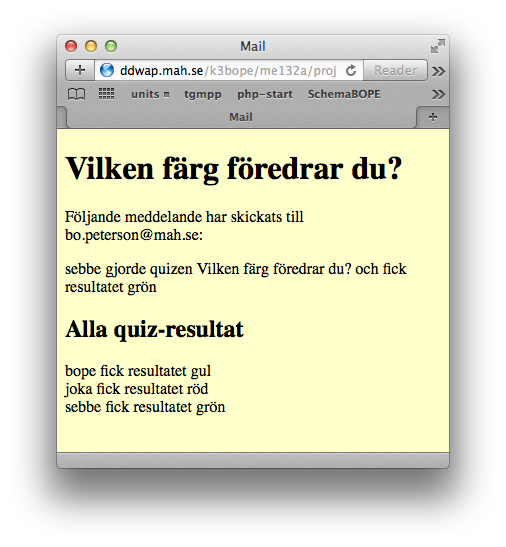 Mail
ddwap.mah.se/k3bope/me132a/proj
Reader
units
tgmpp
php-start
SchemaBOPE
Mail
Vilken färg föredrar du?
Följande meddelande har skickats till
bo.peterson@mah.se:
sebbe gjorde quizen Vilken färg föredrar du? och fick
resultatet grön
Alla quiz-resultat
bope fick resultatet gul
joka fick resultatet röd
sebbe fick resultatet grön